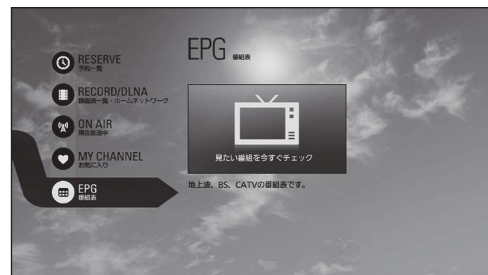 EPG 番組表
RESERVE
予約一覧
RECORD/DLNA
録画済一覧・ホームネットワーク
ON AIR
現在放送中
MY CHANNEL
お気に入り
EPG
番組表
見たい番組を今すぐチェック
地上波、BS、CATVの番組表です。